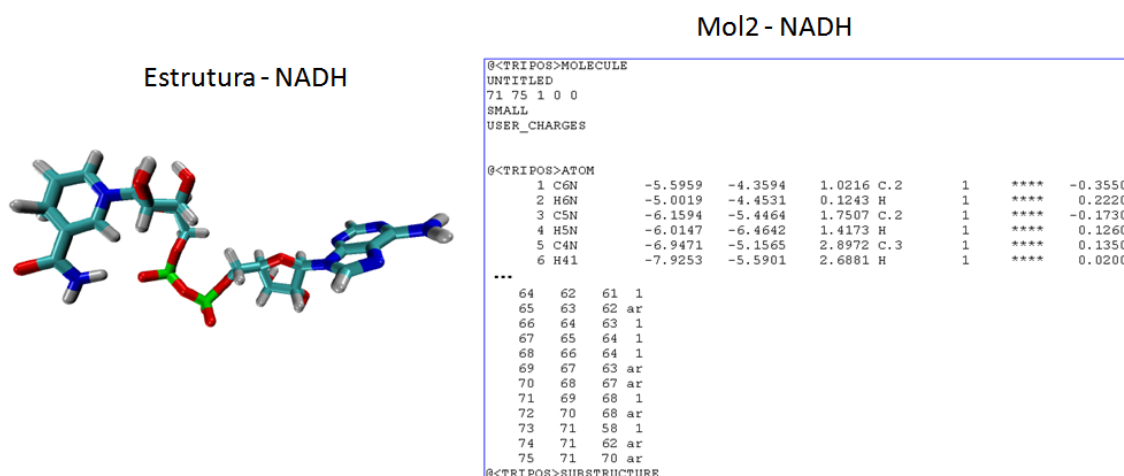 Mol2 - NADH
Estrutura - NADH
@<TRIPOS>MOLECULE
UNTITLED
71 75 1 0 0
SMALL
USER_CHARGES
@<TRIPOS>ATOM
1 C6N -5.5959 -4.3594 1.0216 C.2 1 **** -0.3550
2 H6N -5.0019 -4.4531 0.1243 H 1 **** 0.2220
3 C5N -6.1594 -5.4464 1.7507 C.2 1 **** -0.1730
4 H5N -6.0147 -6.4642 1.4173 H 1 **** 0.1260
5 C4N -6.9471 -5.1565 2.8972 C.3 1 **** 0.1350
6 H41 -7.9253 -5.5901 2.6881 H 1 **** 0.0200
...
64 62 61 1
65 63 62 ar
66 64 63 1
67 65 64 1
68 66 64 1
69 67 63 ar
70 68 67 ar
71 69 68 1
72 70 68 ar
73 71 58 1
74 71 62 ar
75 71 70 ar
@<TRIPOS>SUBSTRUCTURE